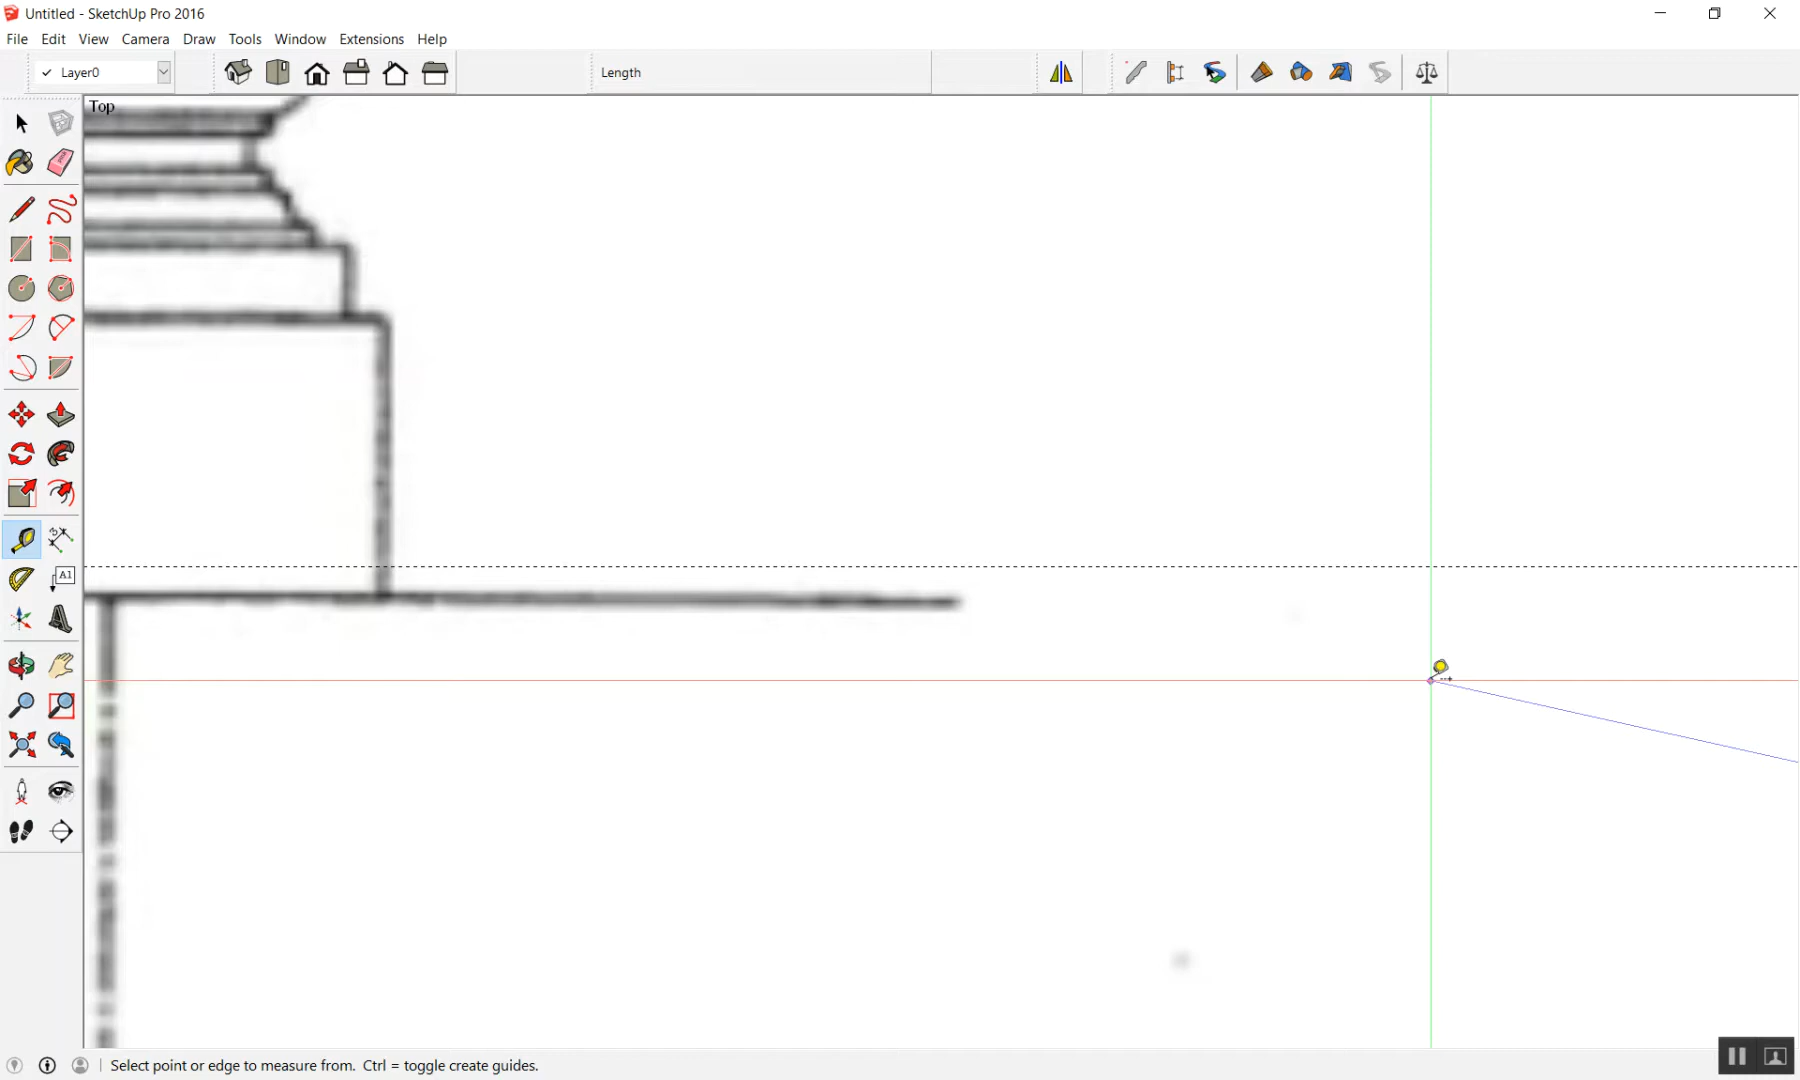 Untitled - SketchUp Pro 2016
File Edit View Camera Draw Tools Window Extensions Help
Layer0
Length
Top
A1
Select point or edge to measure from. Ctrl = toggle create guides.